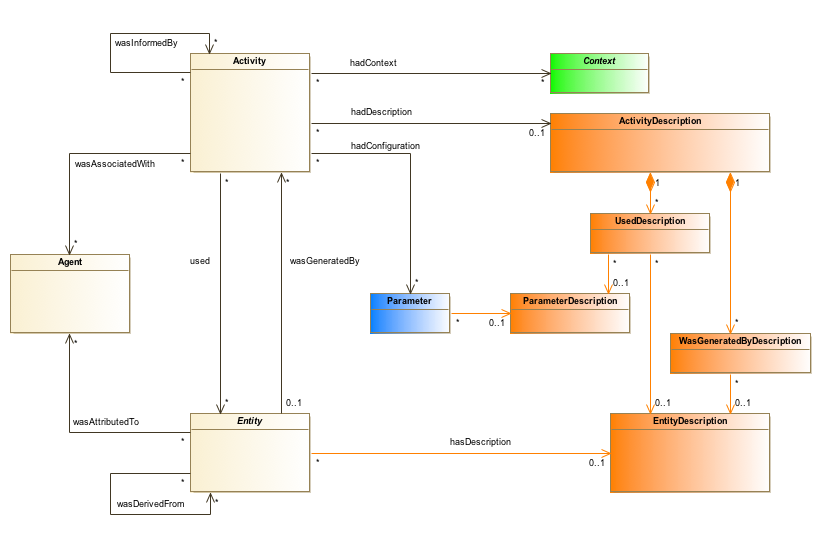 wasInformedBy
*
Activity
hadContext
Context
*
*
*
hadDescription
ActivityDescription
*
0..1
hadConfiguration
*
*
wasAssociatedWith
*
*
*
1
1
*
UsedDescription
*
Agent
used
wasGeneratedBy
*
*
*
0..1
Parameter
ParameterDescription
*
0..1
*
WasGeneratedByDescription
*
*
0..1
0..1
0..1
*
Entity
EntityDescription
wasAttributedTo
*
hasDescription
*
0..1
*
wasDerivedFrom
*